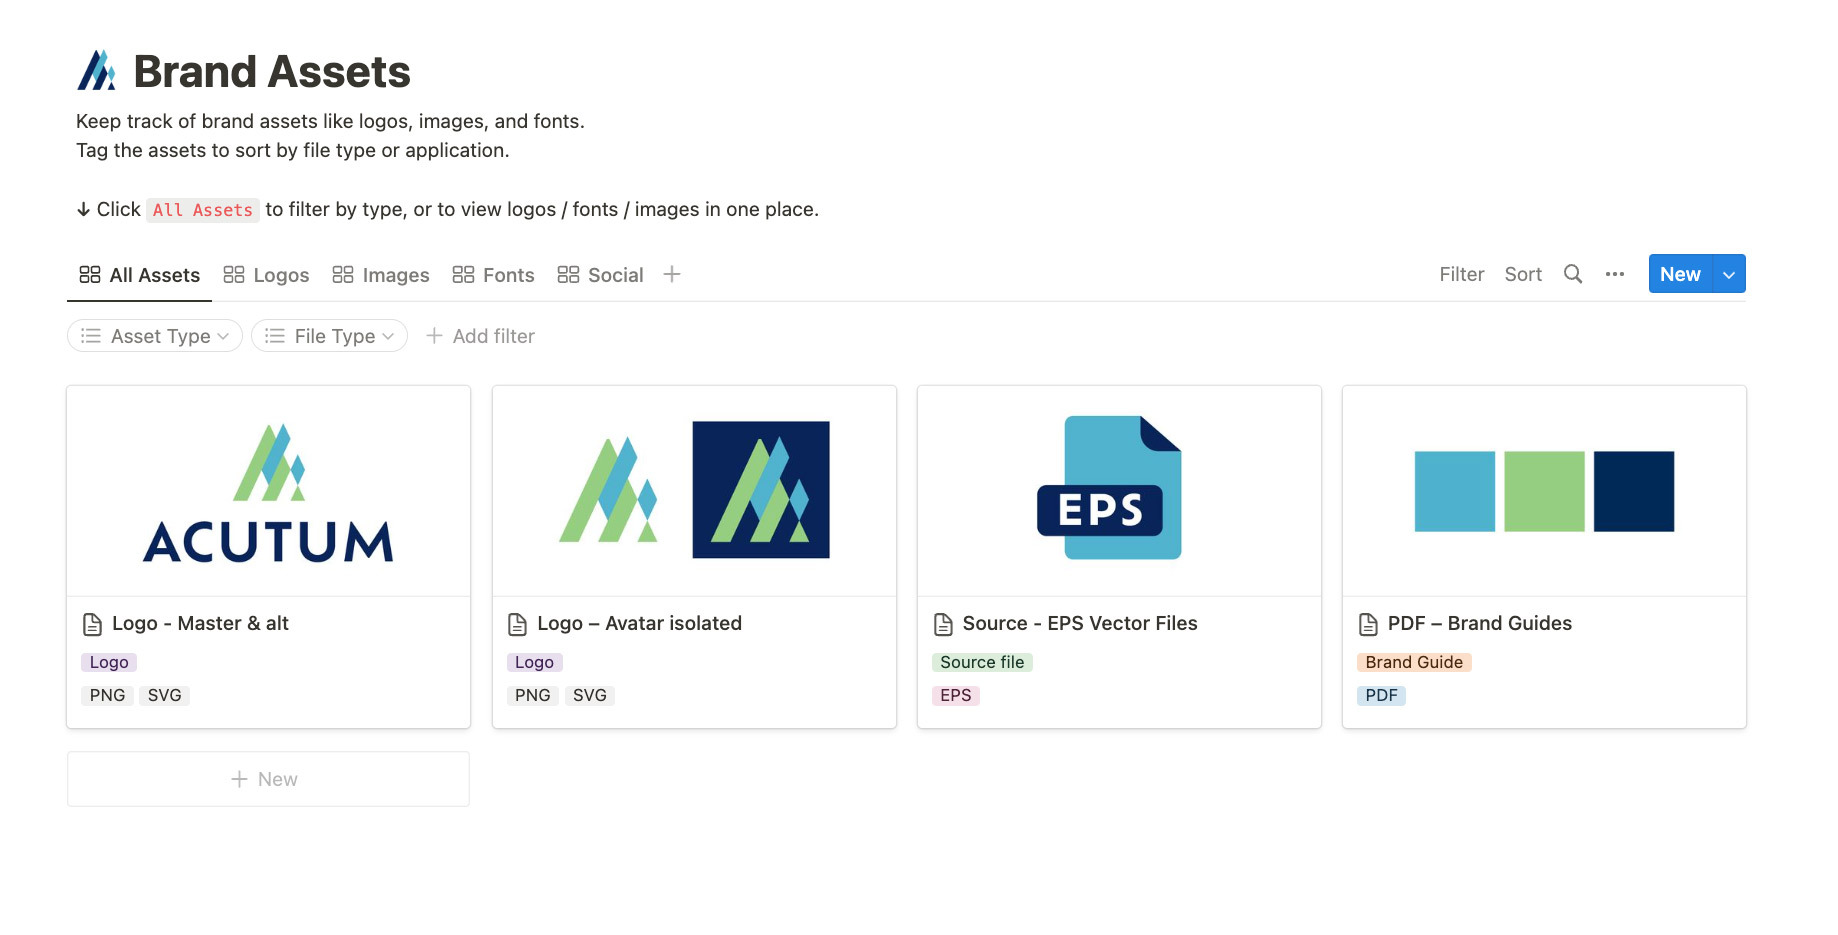 Brand Assets
Keep track of brand assets like logos, images, and fonts.
Tag the assets to sort by file type or application.
↓ Click All Assets to filter by type, or to view logos / fonts / images in one place.
All Assets Logos Images Fonts Social + Filter Sort ••• New
Asset Type File Type + Add filter
ACUTUM
EPS
Logo - Master & alt
Logo
PNG SVG
Logo – Avatar isolated
Logo
PNG SVG
Source - EPS Vector Files
Source file
EPS
PDF – Brand Guides
Brand Guide
PDF
+ New